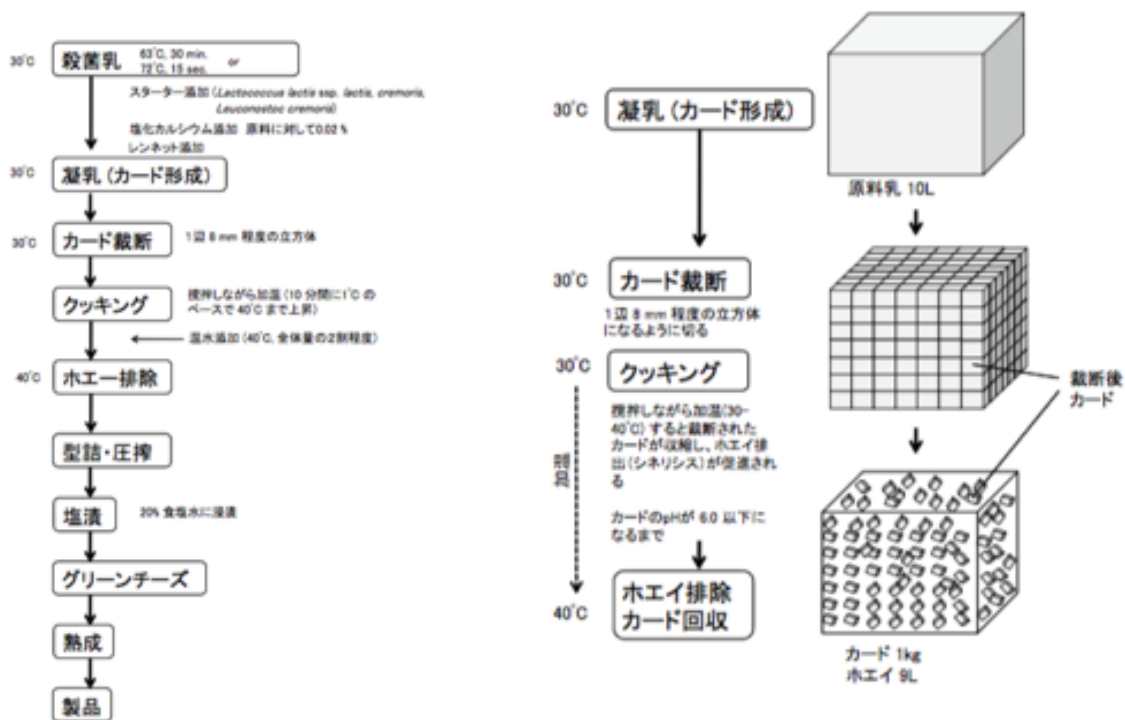 30℃
殺菌乳
63℃, 30 min.
72℃, 15 sec. or
スターター添加 (Lactococcus lactis ssp. lactis, cremoris,
Leuconostoc cremoris)
塩化カルシウム添加 原料に対して0.02 %
レンネット添加
30℃
凝乳 (カード形成)
30℃
カード裁断
1辺 8 mm 程度の立方体
クッキング
撹拌しながら加温 (10 分間に1℃ の
ペースで 40℃ まで上昇)
温水添加 (40℃, 全体量の2割程度)
40℃
ホエー排除
型詰・圧搾
塩漬
20% 食塩水に浸漬
グリーンチーズ
熟成
製品
30℃
凝乳 (カード形成)
原料乳 10L
30℃
カード裁断
1辺 8 mm 程度の立方体
になるように切る
30℃
クッキング
裁断後
カード
撹拌しながら加温(30-
40℃) すると裁断された
カードが収縮し、ホエイ排
出(シネリシス)が促進され
る
加温
カードのpHが 6.0 以下に
なるまで
40℃
ホエイ排除
カード回収
カード 1kg
ホエイ 9L